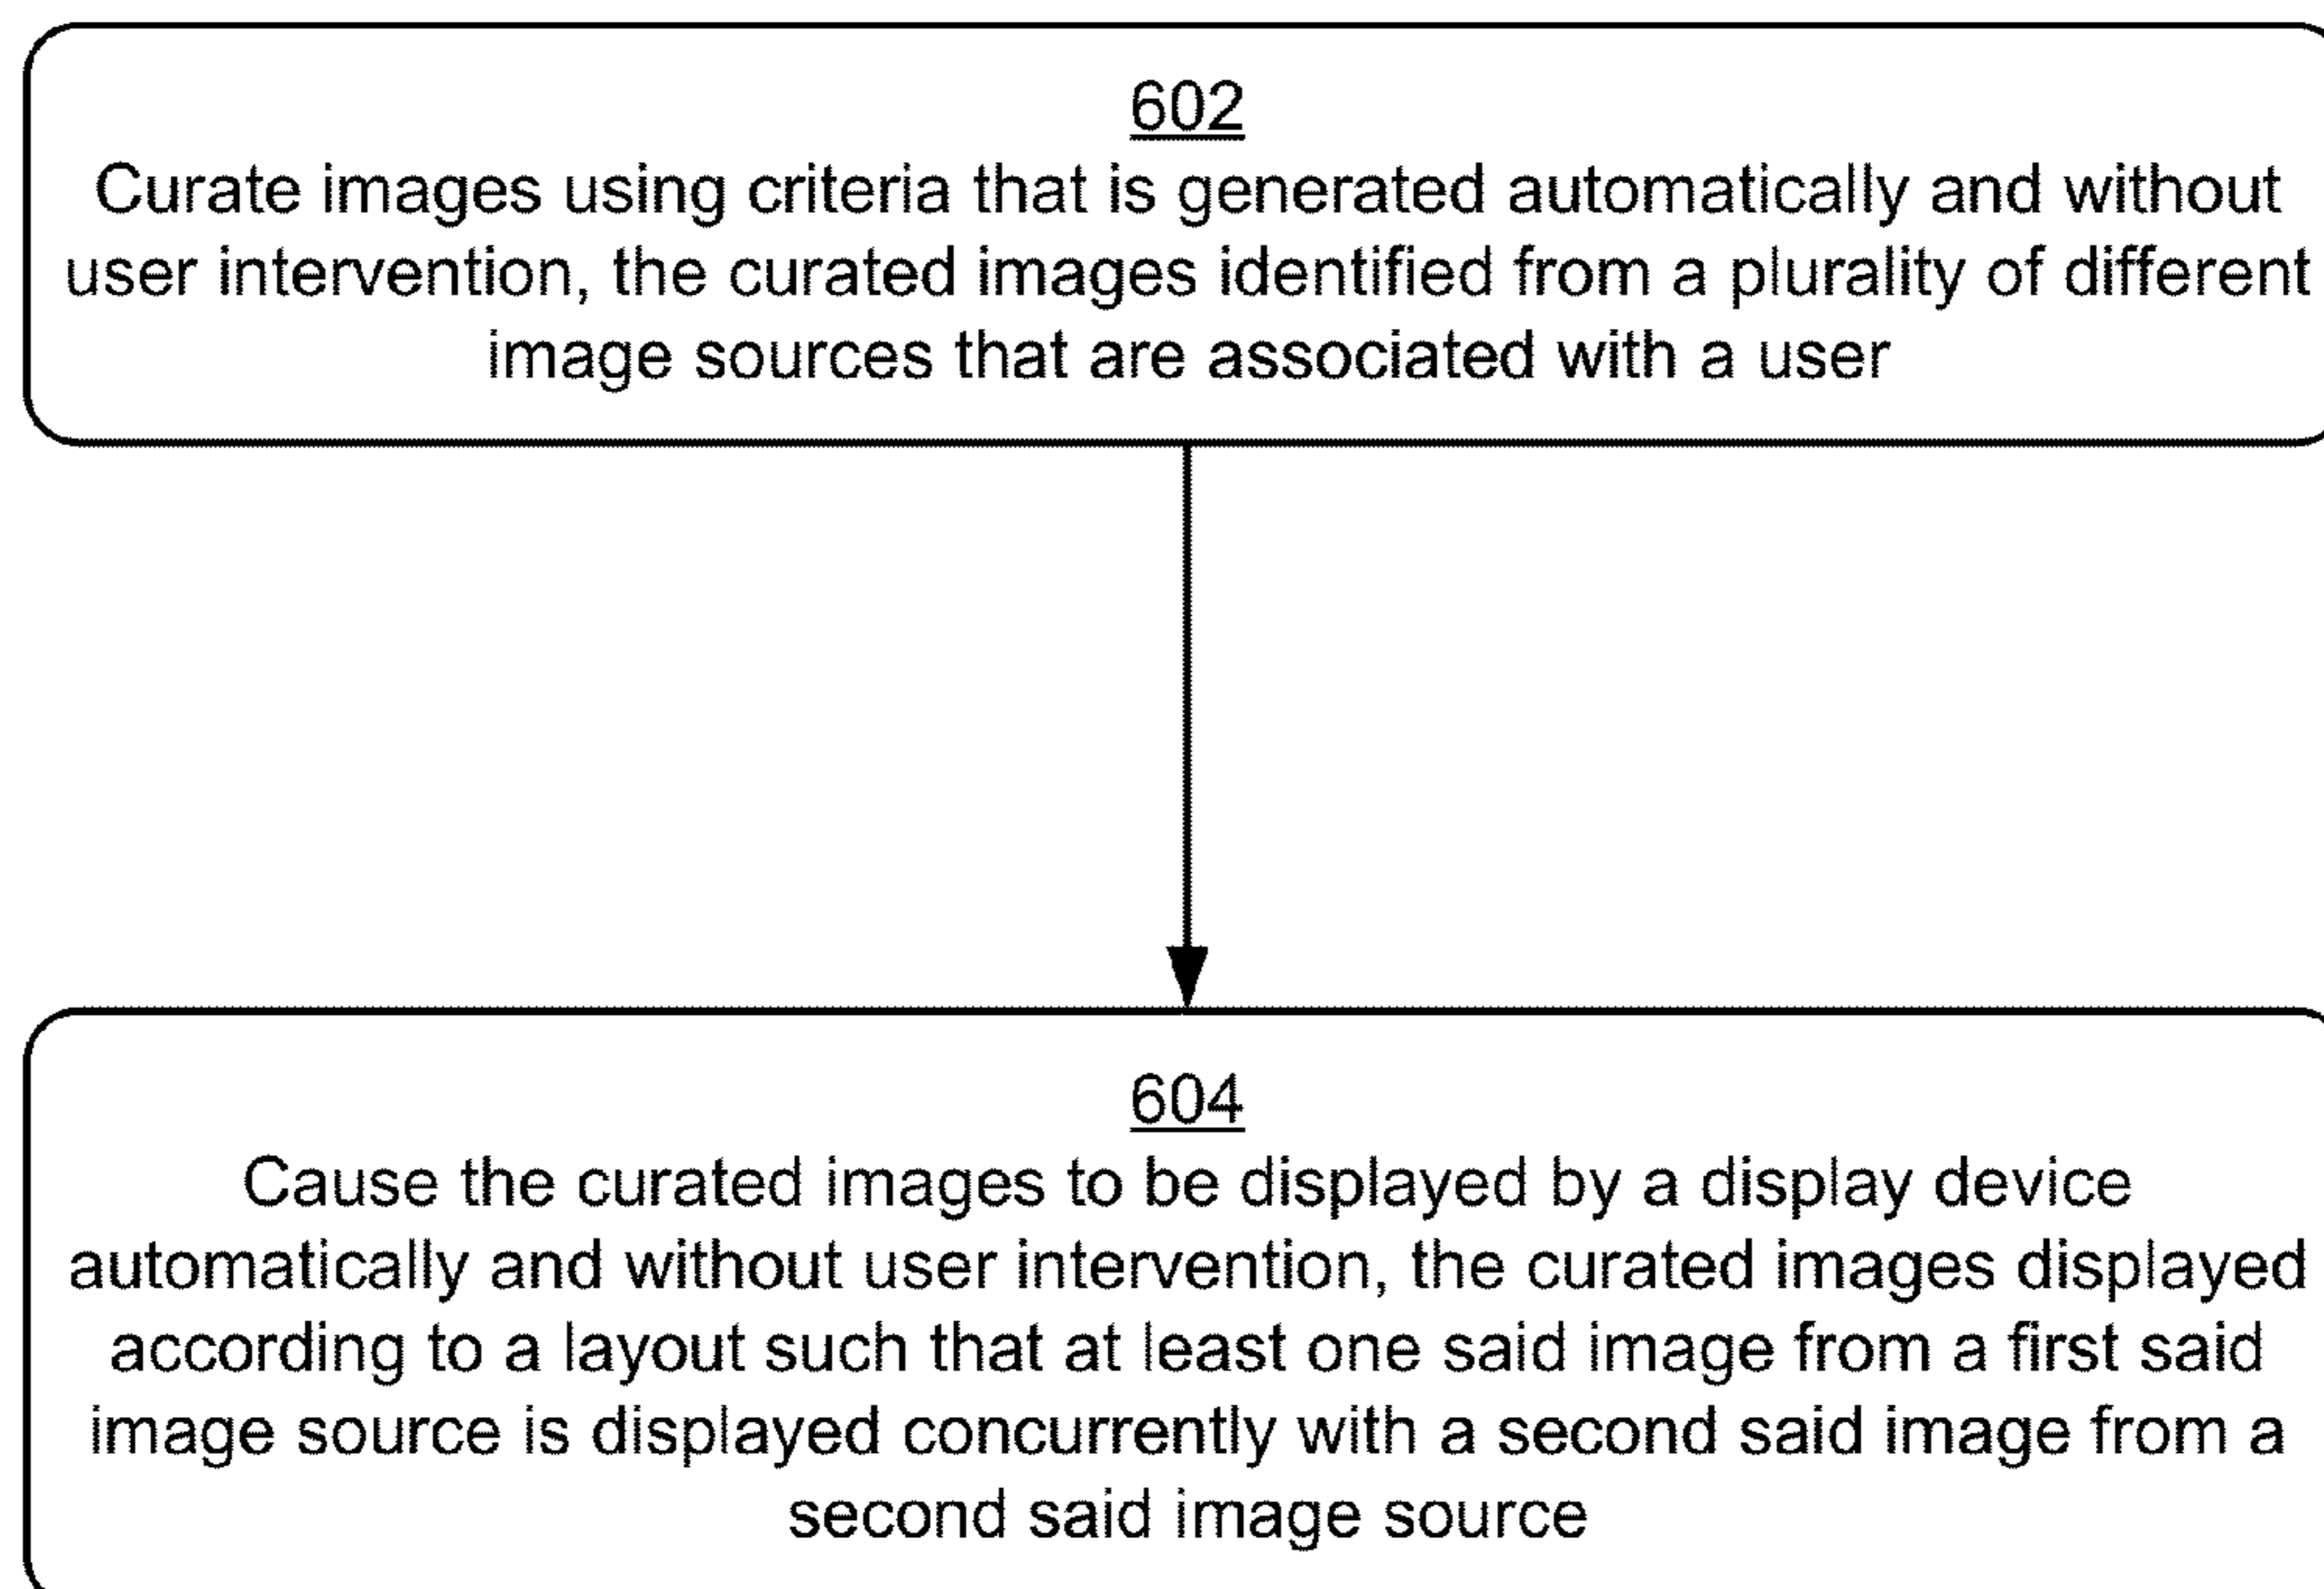 602
Curate images using criteria that is generated automatically and without
user intervention, the curated images identified from a plurality of different
image sources that are associated with a user
604
Cause the curated images to be displayed by a display device
automatically and without user intervention, the curated images displayed
according to a layout such that at least one said image from a first said
image source is displayed concurrently with a second said image from a
second said image source